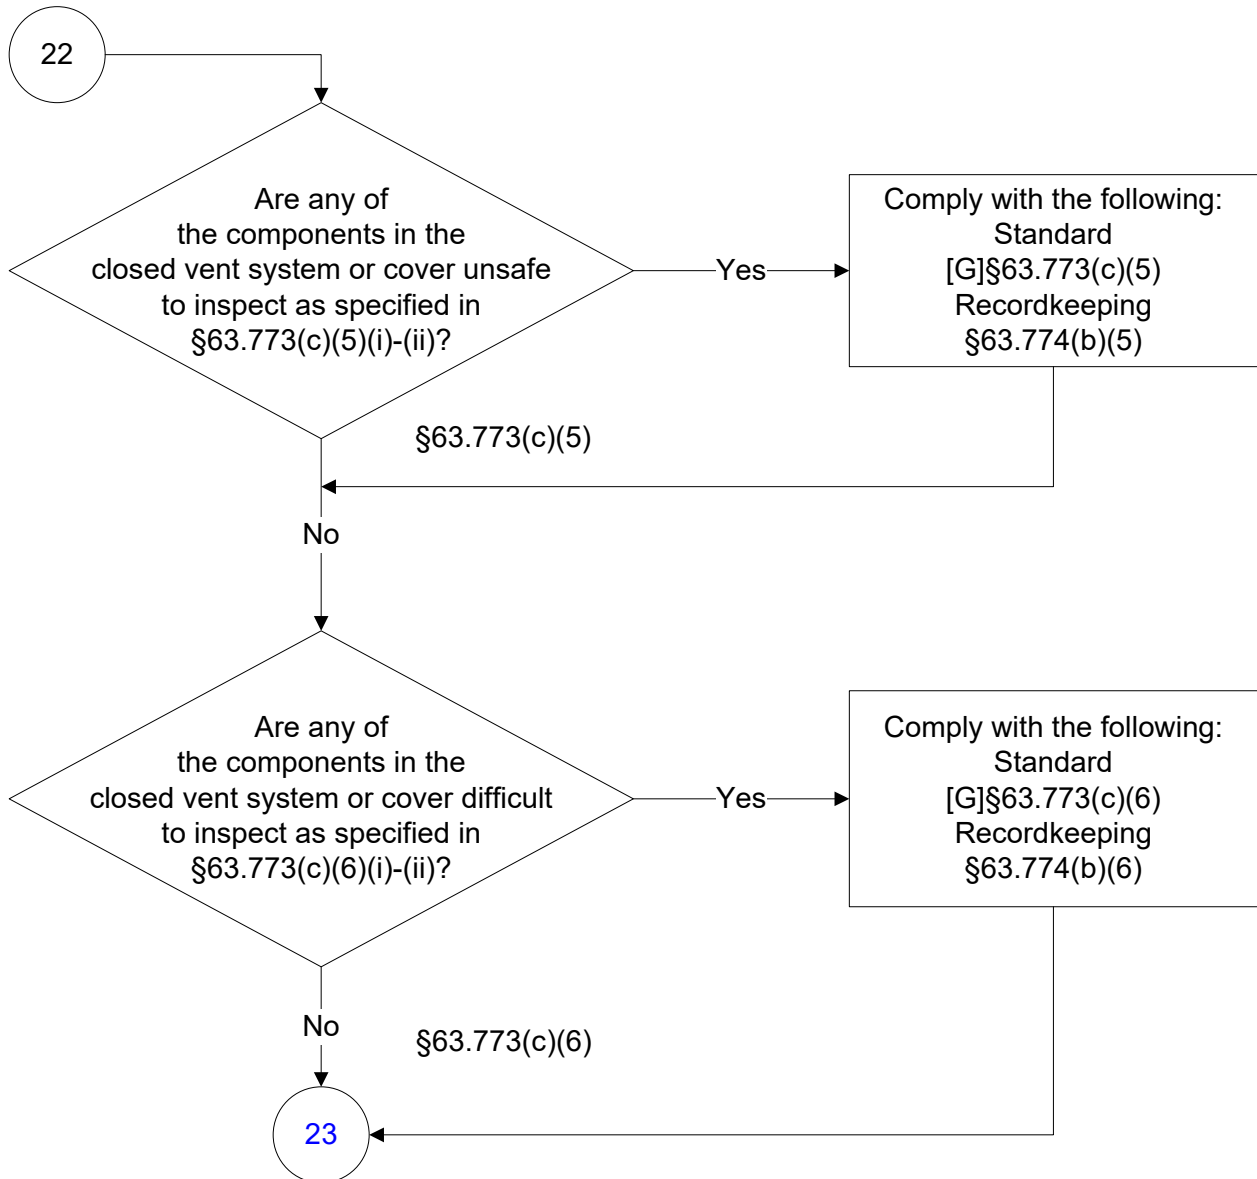 22
Are any of
the components in the
closed vent system or cover unsafe
to inspect as specified in
§63.773(c)(5)(i)-(ii)?
Yes
Comply with the following:
Standard
[G]§63.773(c)(5)
Recordkeeping
§63.774(b)(5)
§63.773(c)(5)
No
Are any of
the components in the
closed vent system or cover difficult
to inspect as specified in
§63.773(c)(6)(i)-(ii)?
Yes
Comply with the following:
Standard
[G]§63.773(c)(6)
Recordkeeping
§63.774(b)(6)
No
§63.773(c)(6)
23